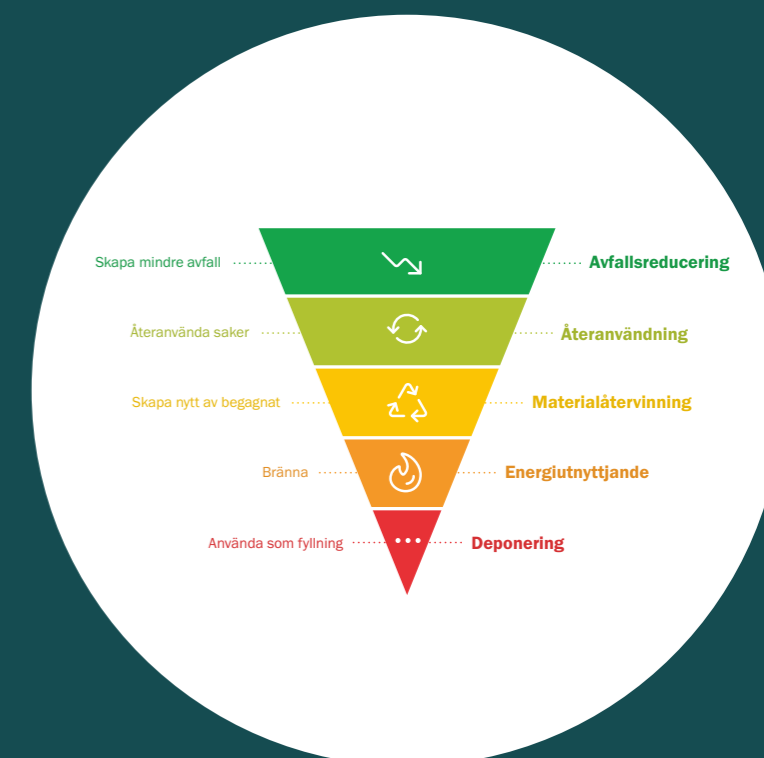 Skapa mindre avfall
Avfallsreducering
Återanvända saker
Återanvändning
Skapa nytt av begagnat
Materialåtervinning
Bränna
Energiutnyttjande
Använda som fyllning
Deponering